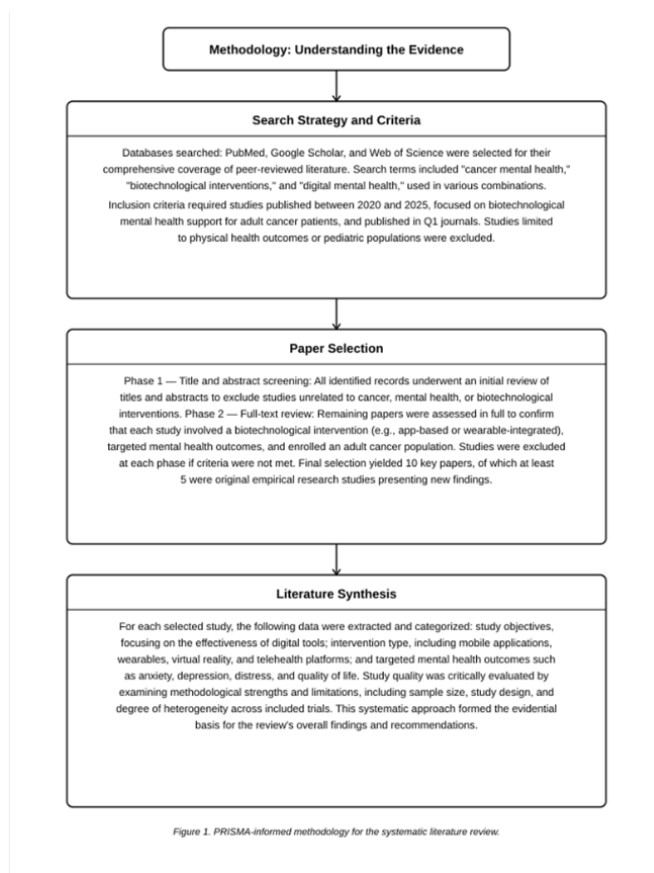 Methodology: Understanding the Evidence
Search Strategy and Criteria
Databases searched: PubMed, Google Scholar, and Web of Science were selected for their
comprehensive coverage of peer-reviewed literature. Search terms included "cancer mental health,"
"biotechnological interventions," and "digital mental health," used in various combinations.
Inclusion criteria required studies published between 2020 and 2025, focused on biotechnological
mental health support for adult cancer patients, and published in Q1 journals. Studies limited
to physical health outcomes or pediatric populations were excluded.
Paper Selection
Phase 1 — Title and abstract screening: All identified records underwent an initial review of
titles and abstracts to exclude studies unrelated to cancer, mental health, or biotechnological
interventions. Phase 2 — Full-text review: Remaining papers were assessed in full to confirm
that each study involved a biotechnological intervention (e.g., app-based or wearable-integrated),
targeted mental health outcomes, and enrolled an adult cancer population. Studies were excluded
at each phase if criteria were not met. Final selection yielded 10 key papers, of which at least
5 were original empirical research studies presenting new findings.
Literature Synthesis
For each selected study, the following data were extracted and categorized: study objectives,
focusing on the effectiveness of digital tools; intervention type, including mobile applications,
wearables, virtual reality, and telehealth platforms; and targeted mental health outcomes such
as anxiety, depression, distress, and quality of life. Study quality was critically evaluated by
examining methodological strengths and limitations, including sample size, study design, and
degree of heterogeneity across included trials. This systematic approach formed the evidential
basis for the review's overall findings and recommendations.
Figure 1. PRISMA-informed methodology for the systematic literature review.